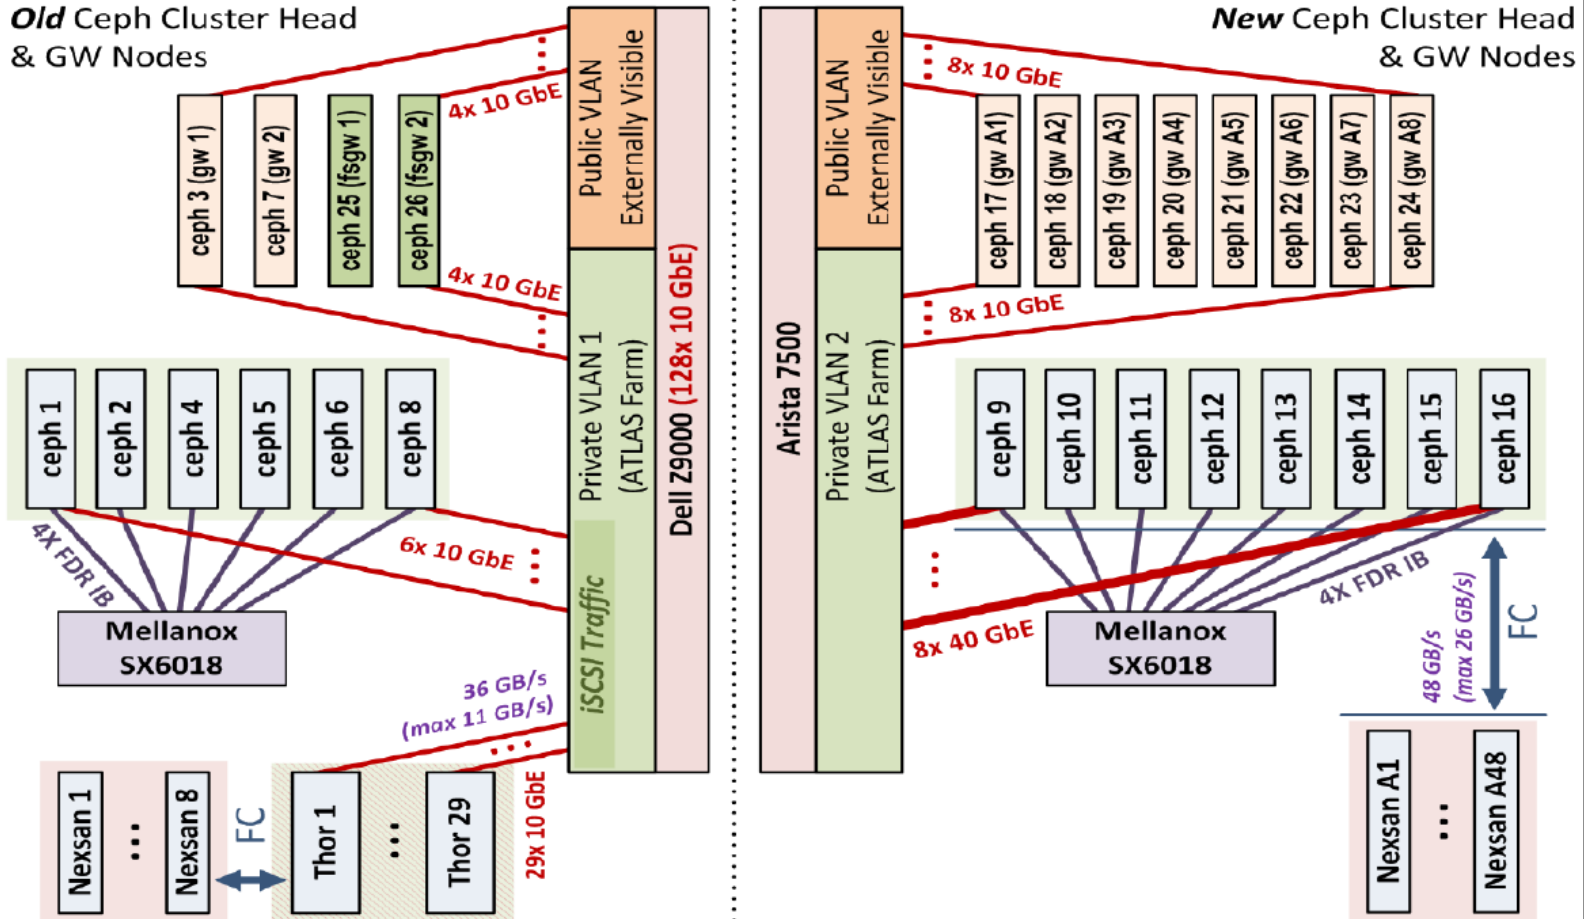 Old Ceph Cluster Head
& GW Nodes
ceph 3 (gw 1)
ceph 7 (gw 2)
ceph 25 (fsgw 1)
ceph 26 (fsgw 2)
4x 10 GbE
4x 10 GbE
ceph 1
ceph 2
ceph 4
ceph 5
ceph 6
ceph 8
4X FDR IB
6x 10 GbE
Mellanox
SX6018
36 GB/s
(max 11 GB/s)
Nexsan 1
...
Nexsan 8
FC
Thor 1
...
Thor 29
29x 10 GbE
Public VLAN
Externally Visible
Private VLAN 1
(ATLAS Farm)
iSCSI Traffic
Dell Z9000 (128x 10 GbE)
New Ceph Cluster Head
& GW Nodes
Arista 7500
Public VLAN
Externally Visible
Private VLAN 2
(ATLAS Farm)
8x 10 GbE
ceph 17 (gw A1)
ceph 18 (gw A2)
ceph 19 (gw A3)
ceph 20 (gw A4)
ceph 21 (gw A5)
ceph 22 (gw A6)
ceph 23 (gw A7)
ceph 24 (gw A8)
8x 10 GbE
ceph 9
ceph 10
ceph 11
ceph 12
ceph 13
ceph 14
ceph 15
ceph 16
8x 40 GbE
4X FDR IB
Mellanox
SX6018
48 GB/s
(max 26 GB/s)
FC
Nexsan A1
...
Nexsan A48